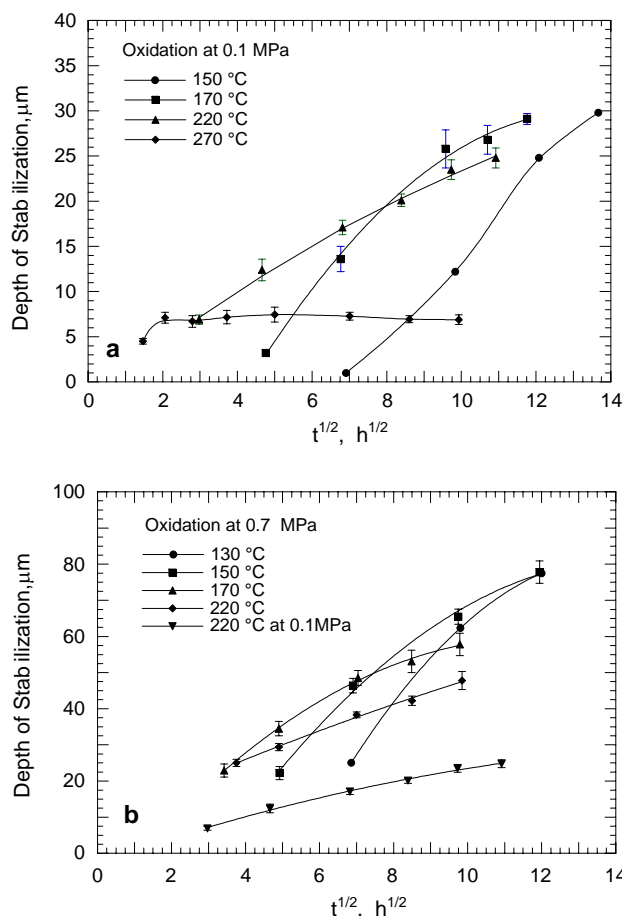 40
35
30
25
20
15
10
5
0
Depth of Stab ilization,μm
Oxidation at 0.1 MPa
150 °C
170 °C
220 °C
270 °C
a
0 2 4 6 8 10 12 14
t1/2, h1/2
100
80
60
40
20
0
Depth of Stab ilization,μm
Oxidation at 0.7 MPa
130 °C
150 °C
170 °C
220 °C
220 °C at 0.1MPa
b
0 2 4 6 8 10 12 14
t1/2. h1/2